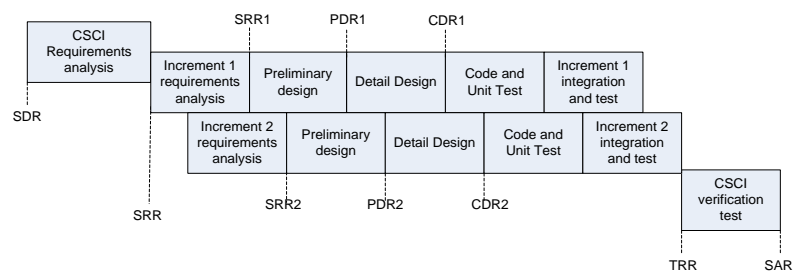 SRR1
PDR1
CDR1
CSCI
Requirements
analysis
Increment 1
requirements
analysis
Preliminary
design
Detail Design
Code and
Unit Test
Increment 1
integration
and test
SDR
Increment 2
requirements
analysis
Preliminary
design
Detail Design
Code and
Unit Test
Increment 2
integration
and test
CSCI
verification
test
SRR
SRR2
PDR2
CDR2
TRR
SAR